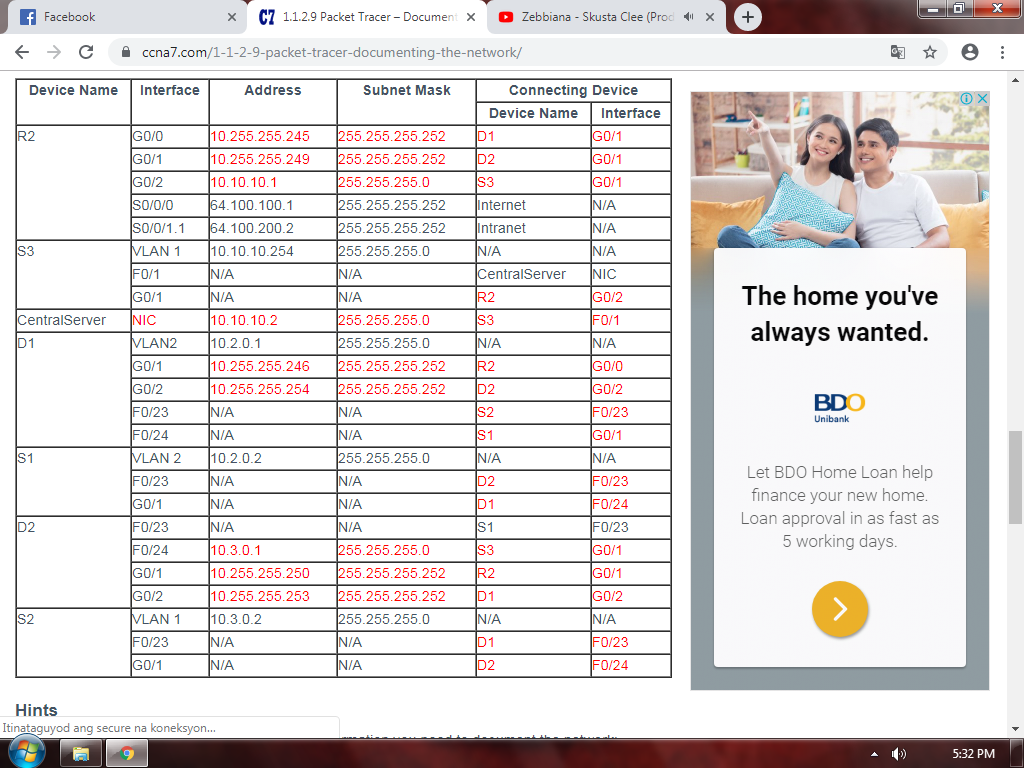 Facebook
1.1.2.9 Packet Tracer – Document
Zebbiana - Skusta Clee (Prod
ccna7.com/1-1-2-9-packet-tracer-documenting-the-network/
Device Name Interface Address Subnet Mask Connecting Device
Device Name Interface
R2 G0/0 10.255.255.245 255.255.255.252 D1 G0/1
G0/1 10.255.255.249 255.255.255.252 D2 G0/1
G0/2 10.10.10.1 255.255.255.0 S3 G0/1
S0/0/0 64.100.100.1 255.255.255.252 Internet N/A
S0/0/1.1 64.100.200.2 255.255.255.252 Intranet N/A
S3 VLAN 1 10.10.10.254 255.255.255.0 N/A N/A
F0/1 N/A N/A CentralServer NIC
G0/1 N/A N/A R2 G0/2
CentralServer NIC 10.10.10.2 255.255.255.0 S3 F0/1
D1 VLAN2 10.2.0.1 255.255.255.0 N/A N/A
G0/1 10.255.255.246 255.255.255.252 R2 G0/0
G0/2 10.255.255.254 255.255.255.252 D2 G0/2
F0/23 N/A N/A S2 F0/23
F0/24 N/A N/A S1 G0/1
S1 VLAN 2 10.2.0.2 255.255.255.0 N/A N/A
F0/23 N/A N/A D2 F0/23
G0/1 N/A N/A D1 F0/24
D2 F0/23 N/A N/A S1 F0/23
F0/24 10.3.0.1 255.255.255.0 S3 G0/1
G0/1 10.255.255.250 255.255.255.252 R2 G0/1
G0/2 10.255.255.253 255.255.255.252 D1 G0/2
S2 VLAN 1 10.3.0.2 255.255.255.0 N/A N/A
F0/23 N/A N/A D1 F0/23
G0/1 N/A N/A D2 F0/24
Hints
The home you've
always wanted.
BDO
Unibank
Let BDO Home Loan help
finance your new home.
Loan approval in as fast as
5 working days.
Itinataguyod ang secure na koneksyon...
5:32 PM